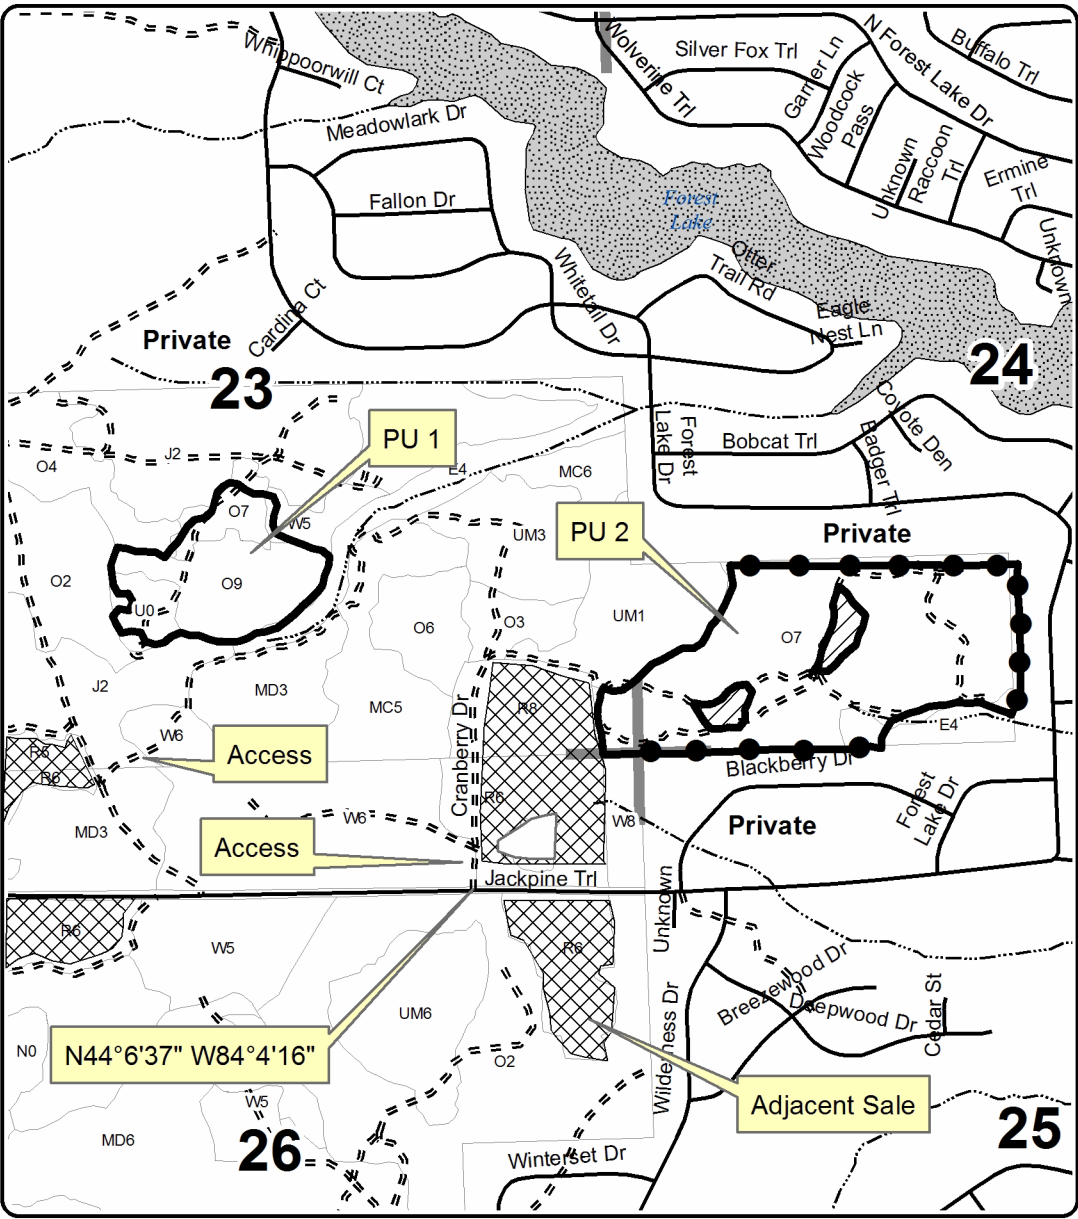 Whippoorwill Ct
Wolverine Trl
Silver Fox Trl
Garner Ln
N Forest Lake Dr
Buffalo Trl
Meadowlark Dr
Woodcock
Pass
Unknown
Raccoon
Trl
Ermine
Trl
Fallon Dr
Forest
Lake
Unknown
Otter
Trail Rd
Whitetail Dr
Cardina Ct
Eagle
Nest Ln
Private
23
24
PU 1
Forest
Lake Dr
Bobcat Trl
Badger Trl
Coyote Den
O4
J2
E4
MC6
O7
W5
PU 2
UM3
Private
O2
O9
U0
O6
O3
UM1
O7
J2
MD3
MC5
R8
E4
W6
Access
Cranberry Dr
R5
R6
Blackberry Dr
R6
Forest
Lake Dr
W6
W8
Private
MD3
Access
Jackpine Trl
Unknown
R6
W5
R6
Breezewood Dr
Deepwood Dr
Cedar St
Wilderness Dr
UM6
N0
N44°6'37" W84°4'16"
O2
W5
Adjacent Sale
MD6
26
25
Winterset Dr